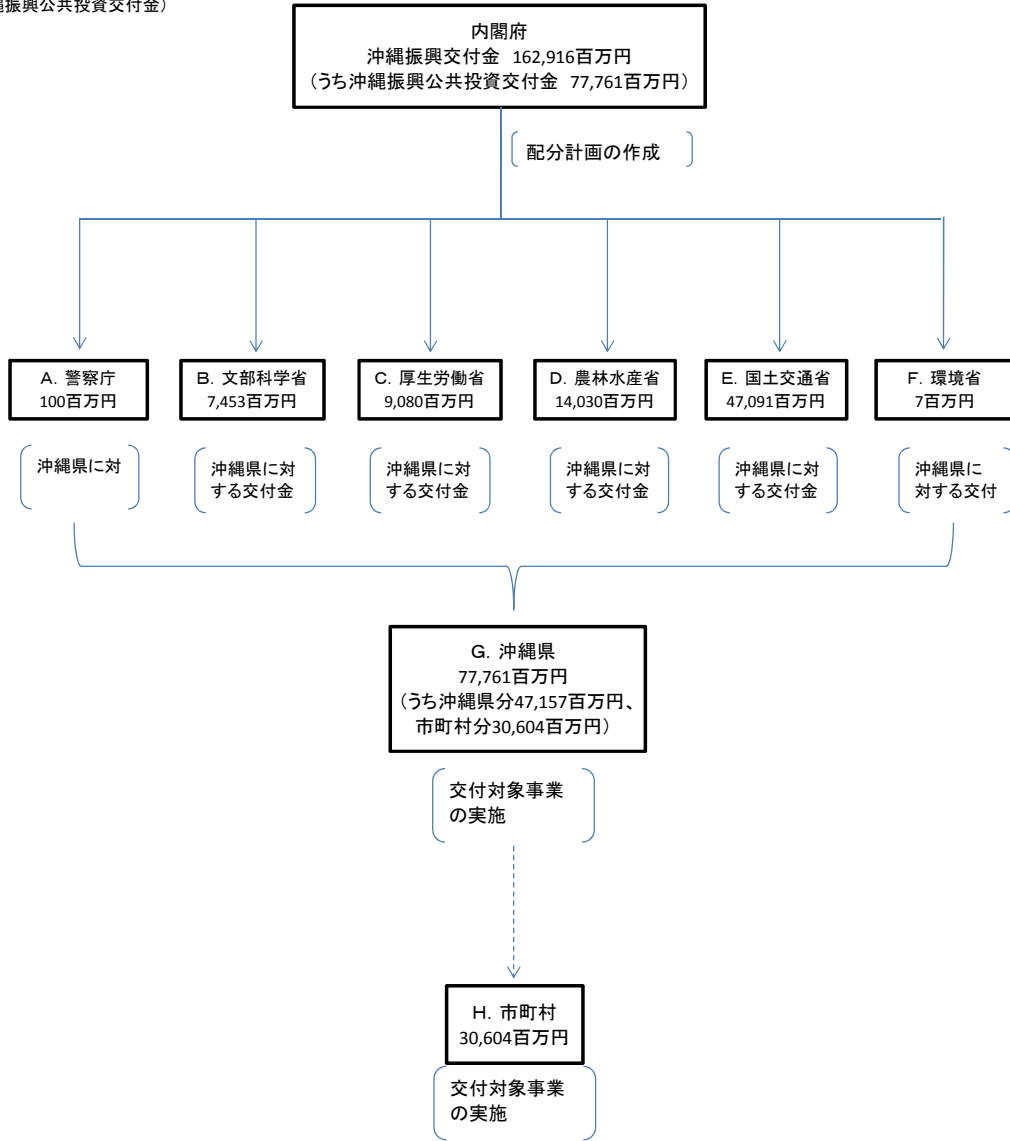 縄振興公共投資交付金）
内閣府
沖縄振興交付金 162,916百万円
（うち沖縄振興公共投資交付金 77,761百万円）
配分計画の作成
A．警察庁
100百万円
B．文部科学省
7,453百万円
C．厚生労働省
9,080百万円
D．農林水産省
14,030百万円
E．国土交通省
47,091百万円
F．環境省
7百万円
沖縄県に対
沖縄県に対
する交付金
沖縄県に対
する交付金
沖縄県に対
する交付金
沖縄県に対
する交付金
沖縄県に
対する交付
G．沖縄県
77,761百万円
（うち沖縄県分47,157百万円、
市町村分30,604百万円）
交付対象事業
の実施
H．市町村
30,604百万円
交付対象事業
の実施